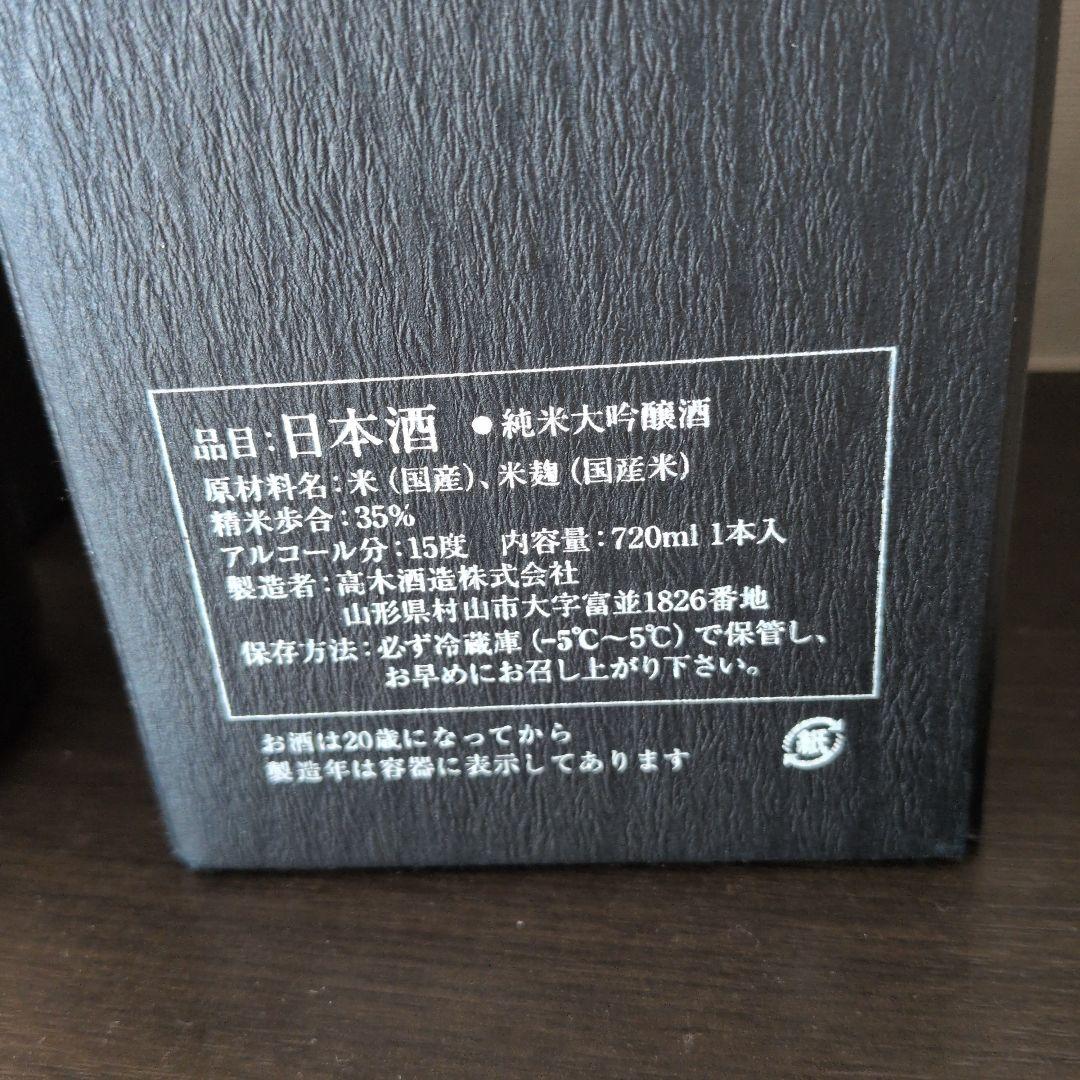 品目：日本酒 ●純米大吟醸酒
原材料名：米（国産）、米麹（国産米）
精米歩合：35%
アルコール分：15度 内容量：720ml 1本入
製造者：高木酒造株式会社
山形県村山市大字富並1826番地
保存方法：必ず冷蔵庫（-5℃～5℃）で保管し、
お早めにお召し上がり下さい。
お酒は20歳になってから
製造年は容器に表示してあります
紙